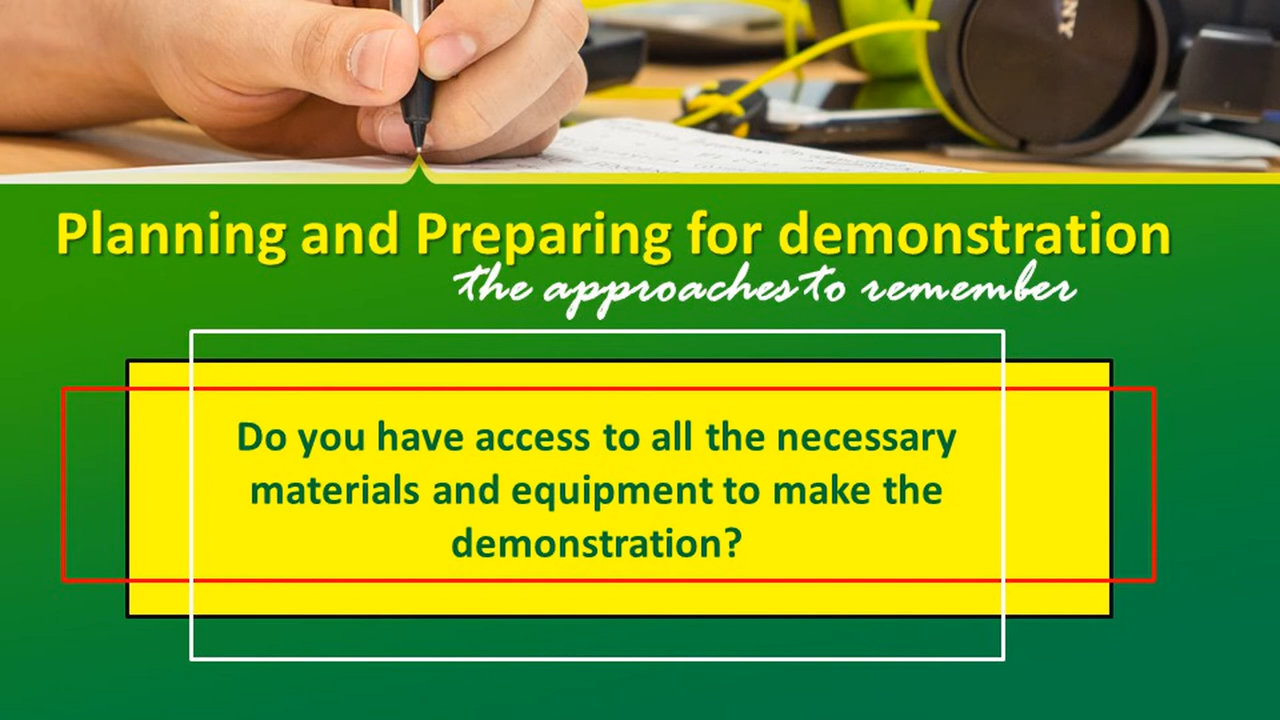 NY
Planning and Preparing for demonstration
the approaches to remember
Do you have access to all the necessary
materials and equipment to make the
demonstration?